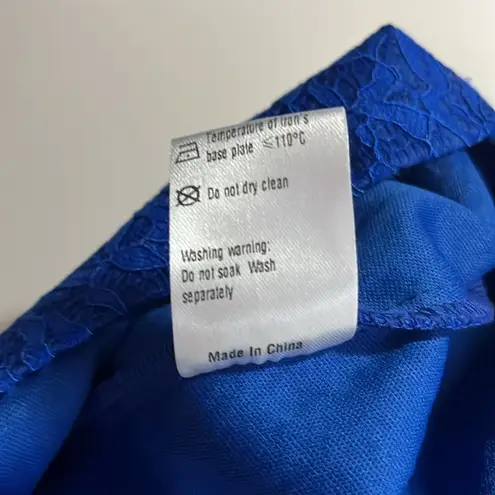 Temperature of iron's
base plate ≤110°C
Do not dry clean
Washing warning:
Do not soak Wash
separately
Made In China